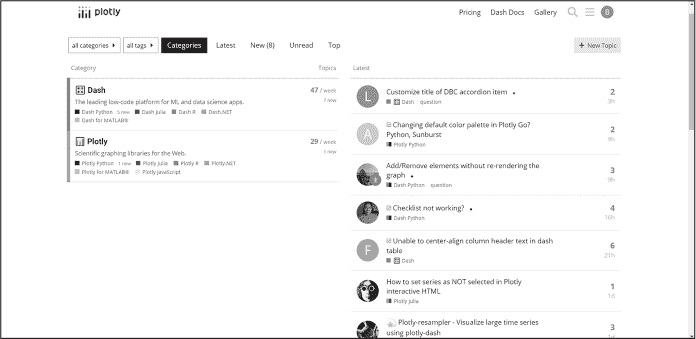 plotly
Pricing Dash Docs Gallery B
all categories all tags Categories Latest New (8) Unread Top + New Topic
Category Topics
Dash 47 / week
The leading low-code platform for ML and data science apps. 1 new
Dash Python 5 new Dash Julia Dash R Dash.NET
Dash for MATLAB®
Plotly 29 / week
Scientific graphing libraries for the Web. 1 new
Plotly Python 1 new Plotly Julia Plotly R Plotly.NET
Plotly for MATLAB® Plotly JavaScript
Latest
L Customize title of DBC accordion item 2
Dash question 3h
A Changing default color palette in Plotly Go? 2
Python, Sunburst 9h
Plotly Python
Add/Remove elements without re-rendering the 3
graph 9h
Dash Python question
Checklist not working? 4
Dash Python 16h
F Unable to center-align column header text in dash 6
table 21h
Dash
How to set series as NOT selected in Plotly 1
interactive HTML 1d
Plotly Julia
Plotly-resampler - Visualize large time series 3
using plotly-dash 1d